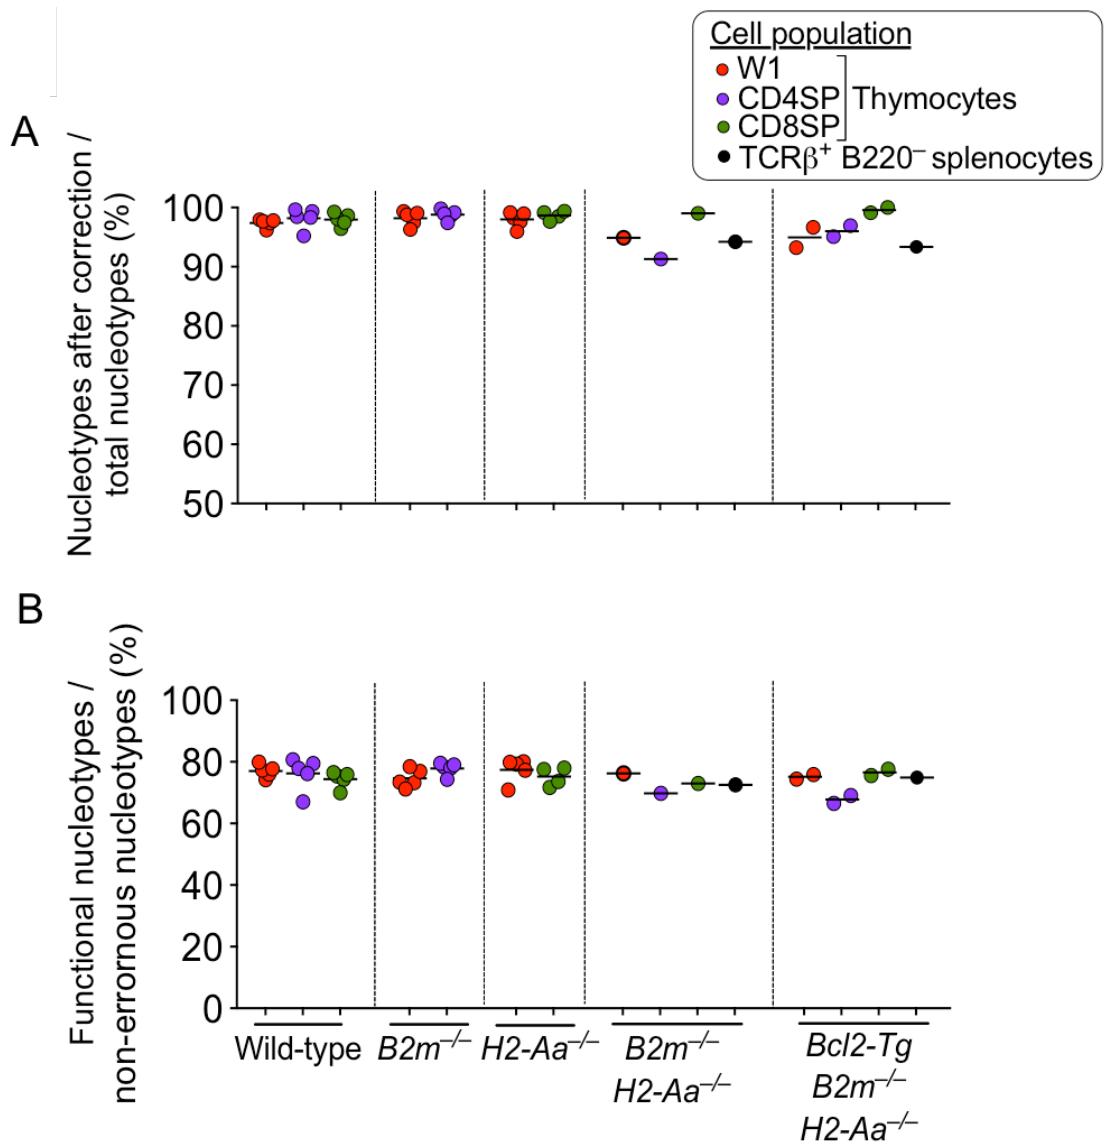 Cell population
W1
CD4SP
CD8SP
Thymocytes
TCRβ⁺ B220⁻ splenocytes
A
Nucleotypes after correction /
total nucleotypes (%)
100
90
80
70
60
50
B
Functional nucleotypes /
non-errornous nucleotypes (%)
100
80
60
40
20
0
Wild-type
B2m⁻/⁻
H2-Aa⁻/⁻
B2m⁻/⁻
H2-Aa⁻/⁻
Bcl2-Tg
B2m⁻/⁻
H2-Aa⁻/⁻